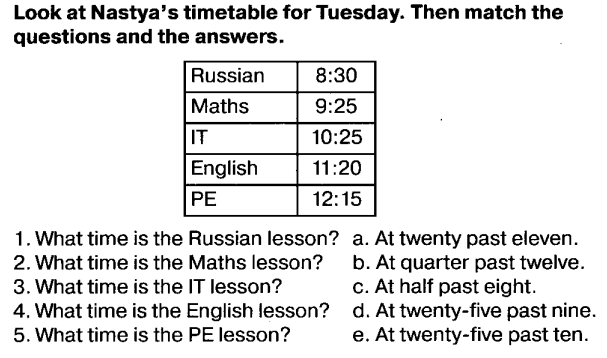 Look at Nastya's timetable for Tuesday. Then match the
questions and the answers.
Russian 8:30
Maths 9:25
IT 10:25
English 11:20
PE 12:15
1. What time is the Russian lesson? a. At twenty past eleven.
2. What time is the Maths lesson? b. At quarter past twelve.
3. What time is the IT lesson? c. At half past eight.
4. What time is the English lesson? d. At twenty-five past nine.
5. What time is the PE lesson? e. At twenty-five past ten.